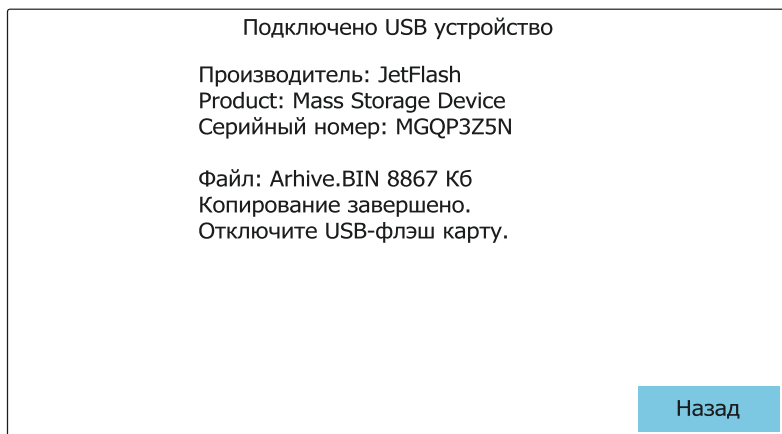 Подключено USB устройство
Производитель: JetFlash
Product: Mass Storage Device
Серийный номер: MGQP3Z5N
Файл: Arhive.BIN 8867 Кб
Копирование завершено.
Отключите USB-флэш карту.
Назад